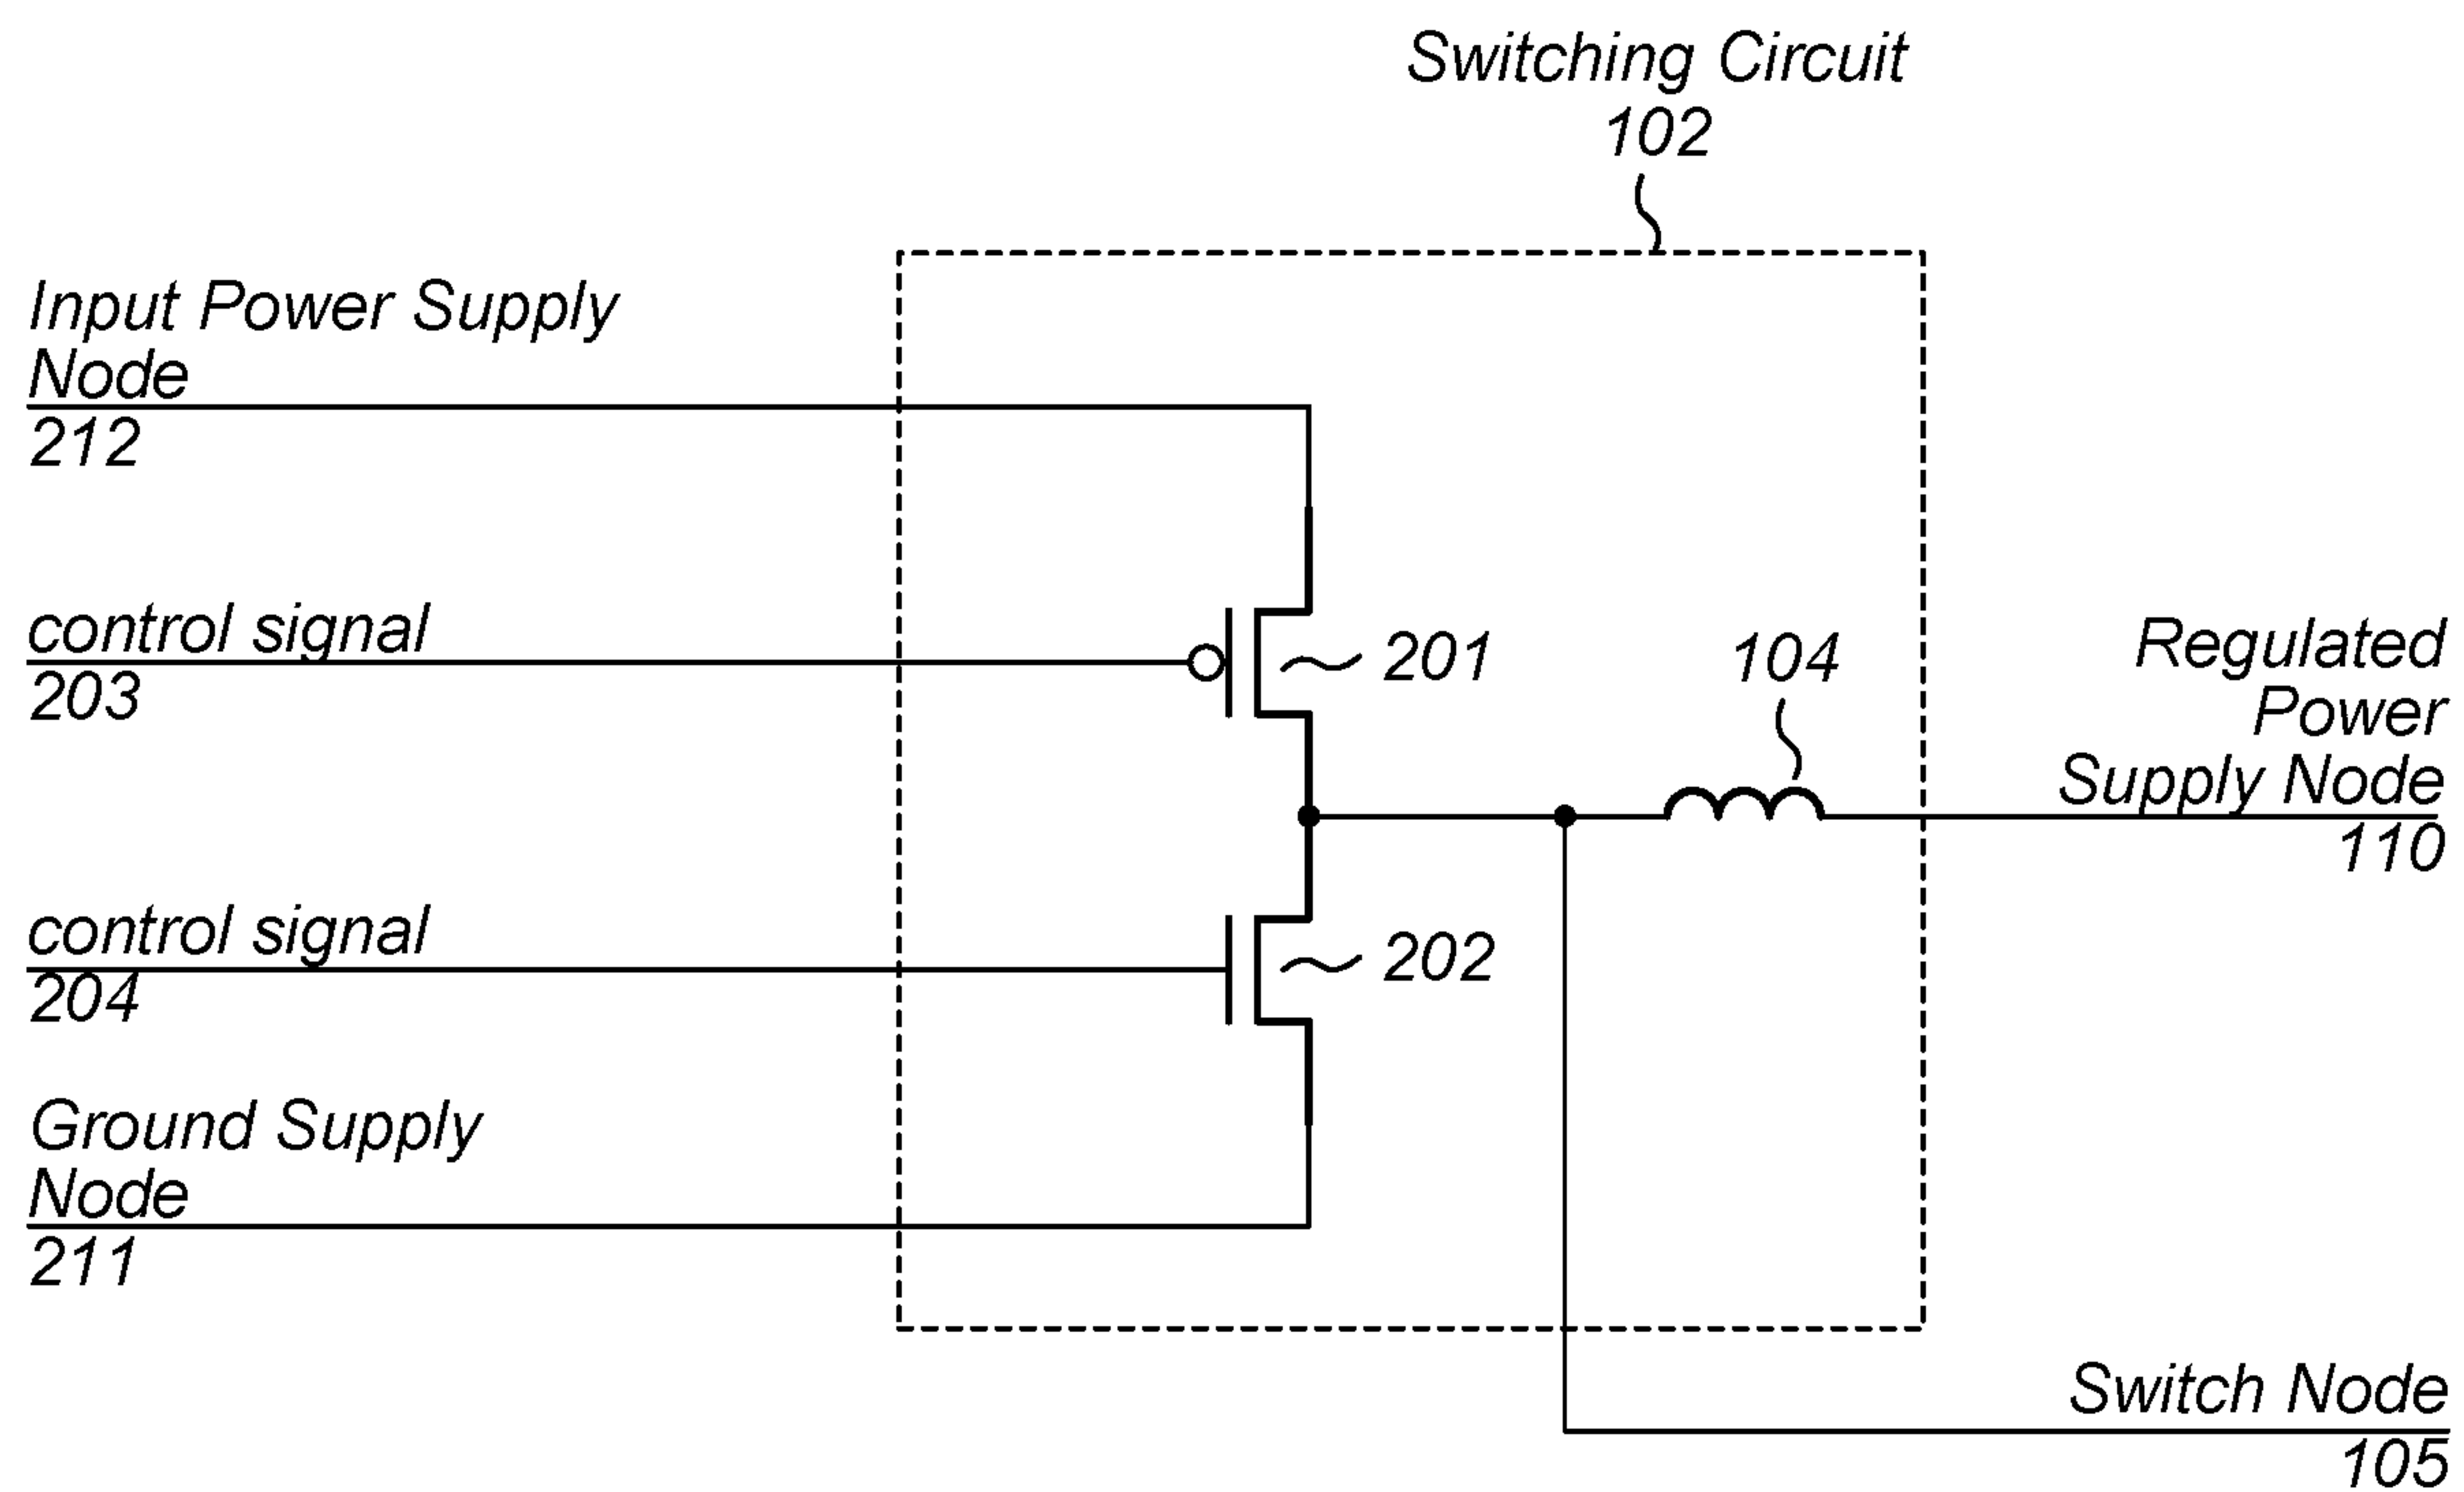 Switching Circuit
102
Input Power Supply
Node
212
control signal
203
201
104
Regulated
Power
Supply Node
110
control signal
204
202
Ground Supply
Node
211
Switch Node
105